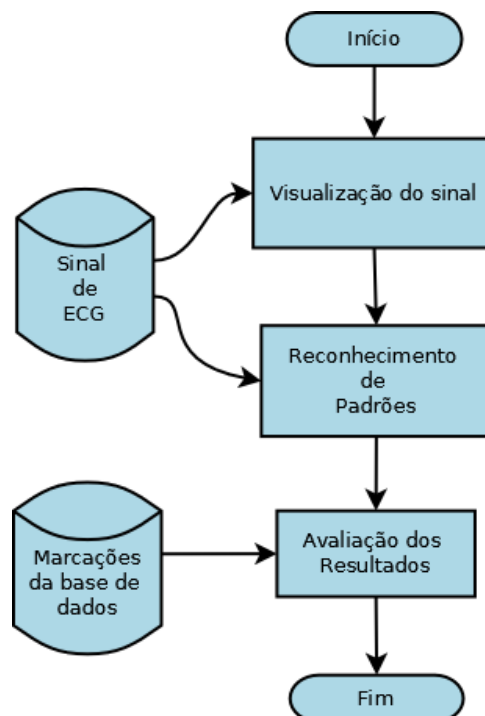 Início
Visualização do sinal
Sinal
de
ECG
Reconhecimento
de
Padrões
Marcações
da base de
dados
Avaliação dos
Resultados
Fim